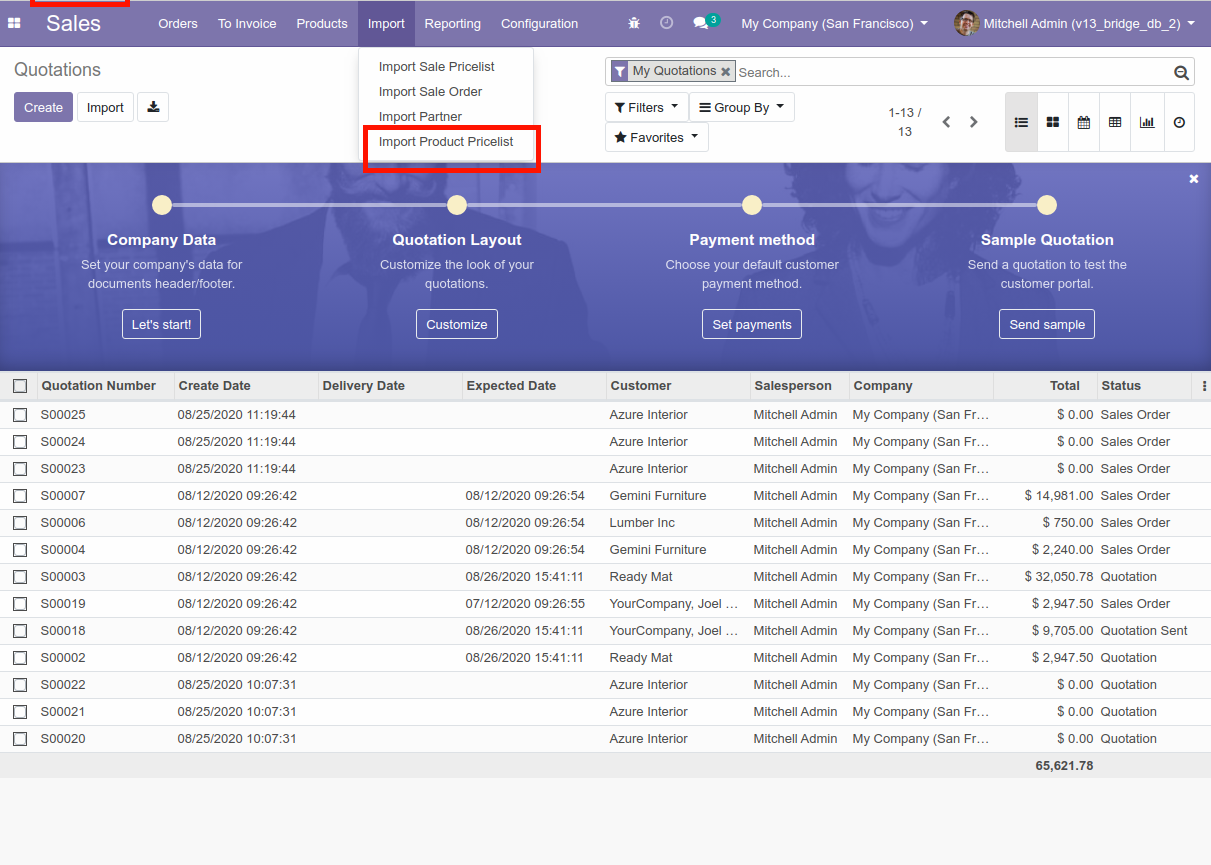 Sales Orders To Invoice Products Import Reporting Configuration 3 My Company (San Francisco) Mitchell Admin (v13_bridge_db_2)
Quotations
Create Import
Import Sale Pricelist
Import Sale Order
Import Partner
Import Product Pricelist
My Quotations Search...
Filters Group By
Favorites
1-13 /
13
Company Data Quotation Layout Payment method Sample Quotation
Set your company's data for Customize the look of your Choose your default customer Send a quotation to test the
documents header/footer. quotations. payment method. customer portal.
Let's start! Customize Set payments Send sample
Quotation Number Create Date Delivery Date Expected Date Customer Salesperson Company Total Status
S00025 08/25/2020 11:19:44 Azure Interior Mitchell Admin My Company (San Fr… $ 0.00 Sales Order
S00024 08/25/2020 11:19:44 Azure Interior Mitchell Admin My Company (San Fr… $ 0.00 Sales Order
S00023 08/25/2020 11:19:44 Azure Interior Mitchell Admin My Company (San Fr… $ 0.00 Sales Order
S00007 08/12/2020 09:26:42 08/12/2020 09:26:54 Gemini Furniture Mitchell Admin My Company (San Fr… $ 14,981.00 Sales Order
S00006 08/12/2020 09:26:42 08/12/2020 09:26:54 Lumber Inc Mitchell Admin My Company (San Fr… $ 750.00 Sales Order
S00004 08/12/2020 09:26:42 08/12/2020 09:26:54 Gemini Furniture Mitchell Admin My Company (San Fr… $ 2,240.00 Sales Order
S00003 08/12/2020 09:26:42 08/26/2020 15:41:11 Ready Mat Mitchell Admin My Company (San Fr… $ 32,050.78 Quotation
S00019 08/12/2020 09:26:42 07/12/2020 09:26:55 YourCompany, Joel … Mitchell Admin My Company (San Fr… $ 2,947.50 Sales Order
S00018 08/12/2020 09:26:42 08/26/2020 15:41:11 YourCompany, Joel … Mitchell Admin My Company (San Fr… $ 9,705.00 Quotation Sent
S00002 08/12/2020 09:26:42 08/26/2020 15:41:11 Ready Mat Mitchell Admin My Company (San Fr… $ 2,947.50 Quotation
S00022 08/25/2020 10:07:31 Azure Interior Mitchell Admin My Company (San Fr… $ 0.00 Quotation
S00021 08/25/2020 10:07:31 Azure Interior Mitchell Admin My Company (San Fr… $ 0.00 Quotation
S00020 08/25/2020 10:07:31 Azure Interior Mitchell Admin My Company (San Fr… $ 0.00 Quotation
65,621.78